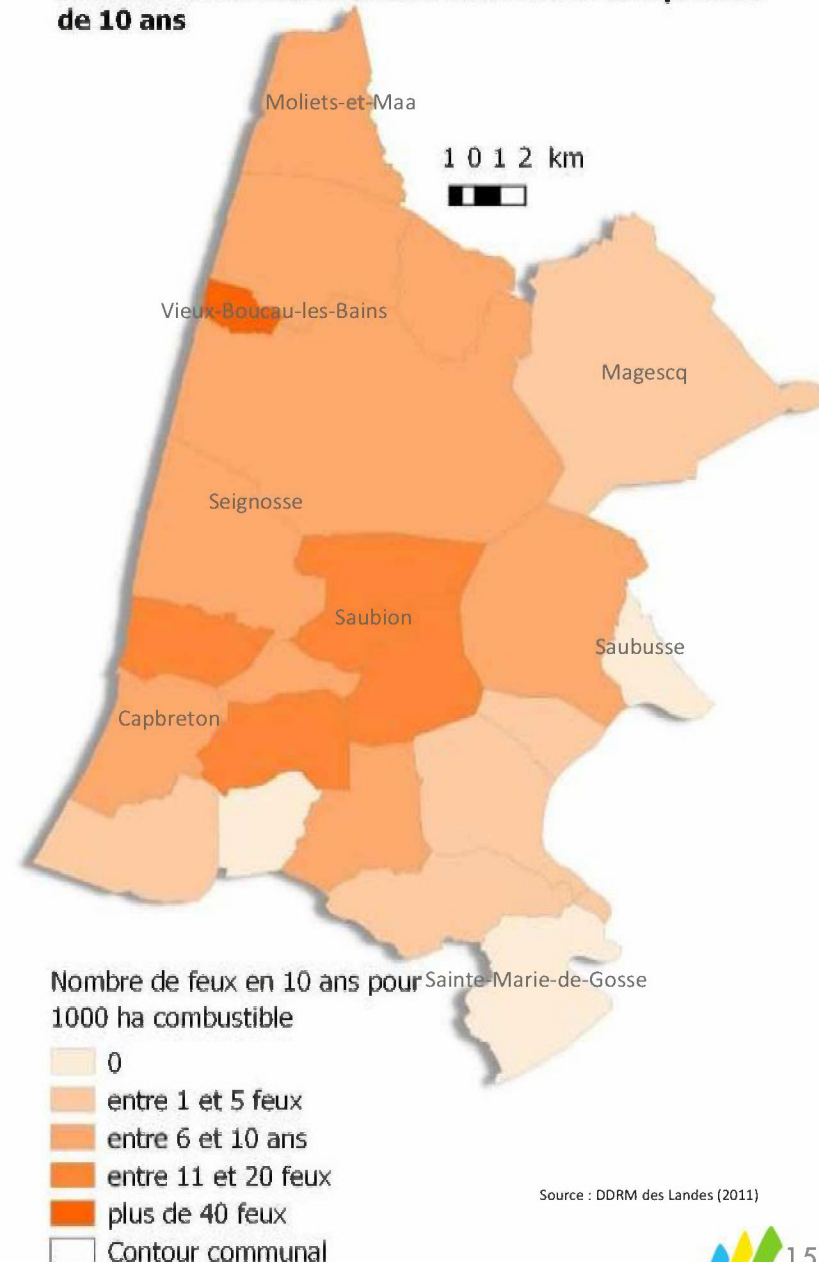 de 10 ans
Moliets-et-Maa
1 0 1 2 km
Vieux-Boucau-les-Bains
Magescq
Seignosse
Saubion
Saubusse
Capbreton
Nombre de feux en 10 ans pour
Sainte-Marie-de-Gosse
1000 ha combustible
0
entre 1 et 5 feux
entre 6 et 10 ans
entre 11 et 20 feux
plus de 40 feux
Contour communal
Source : DDRM des Landes (2011)
15